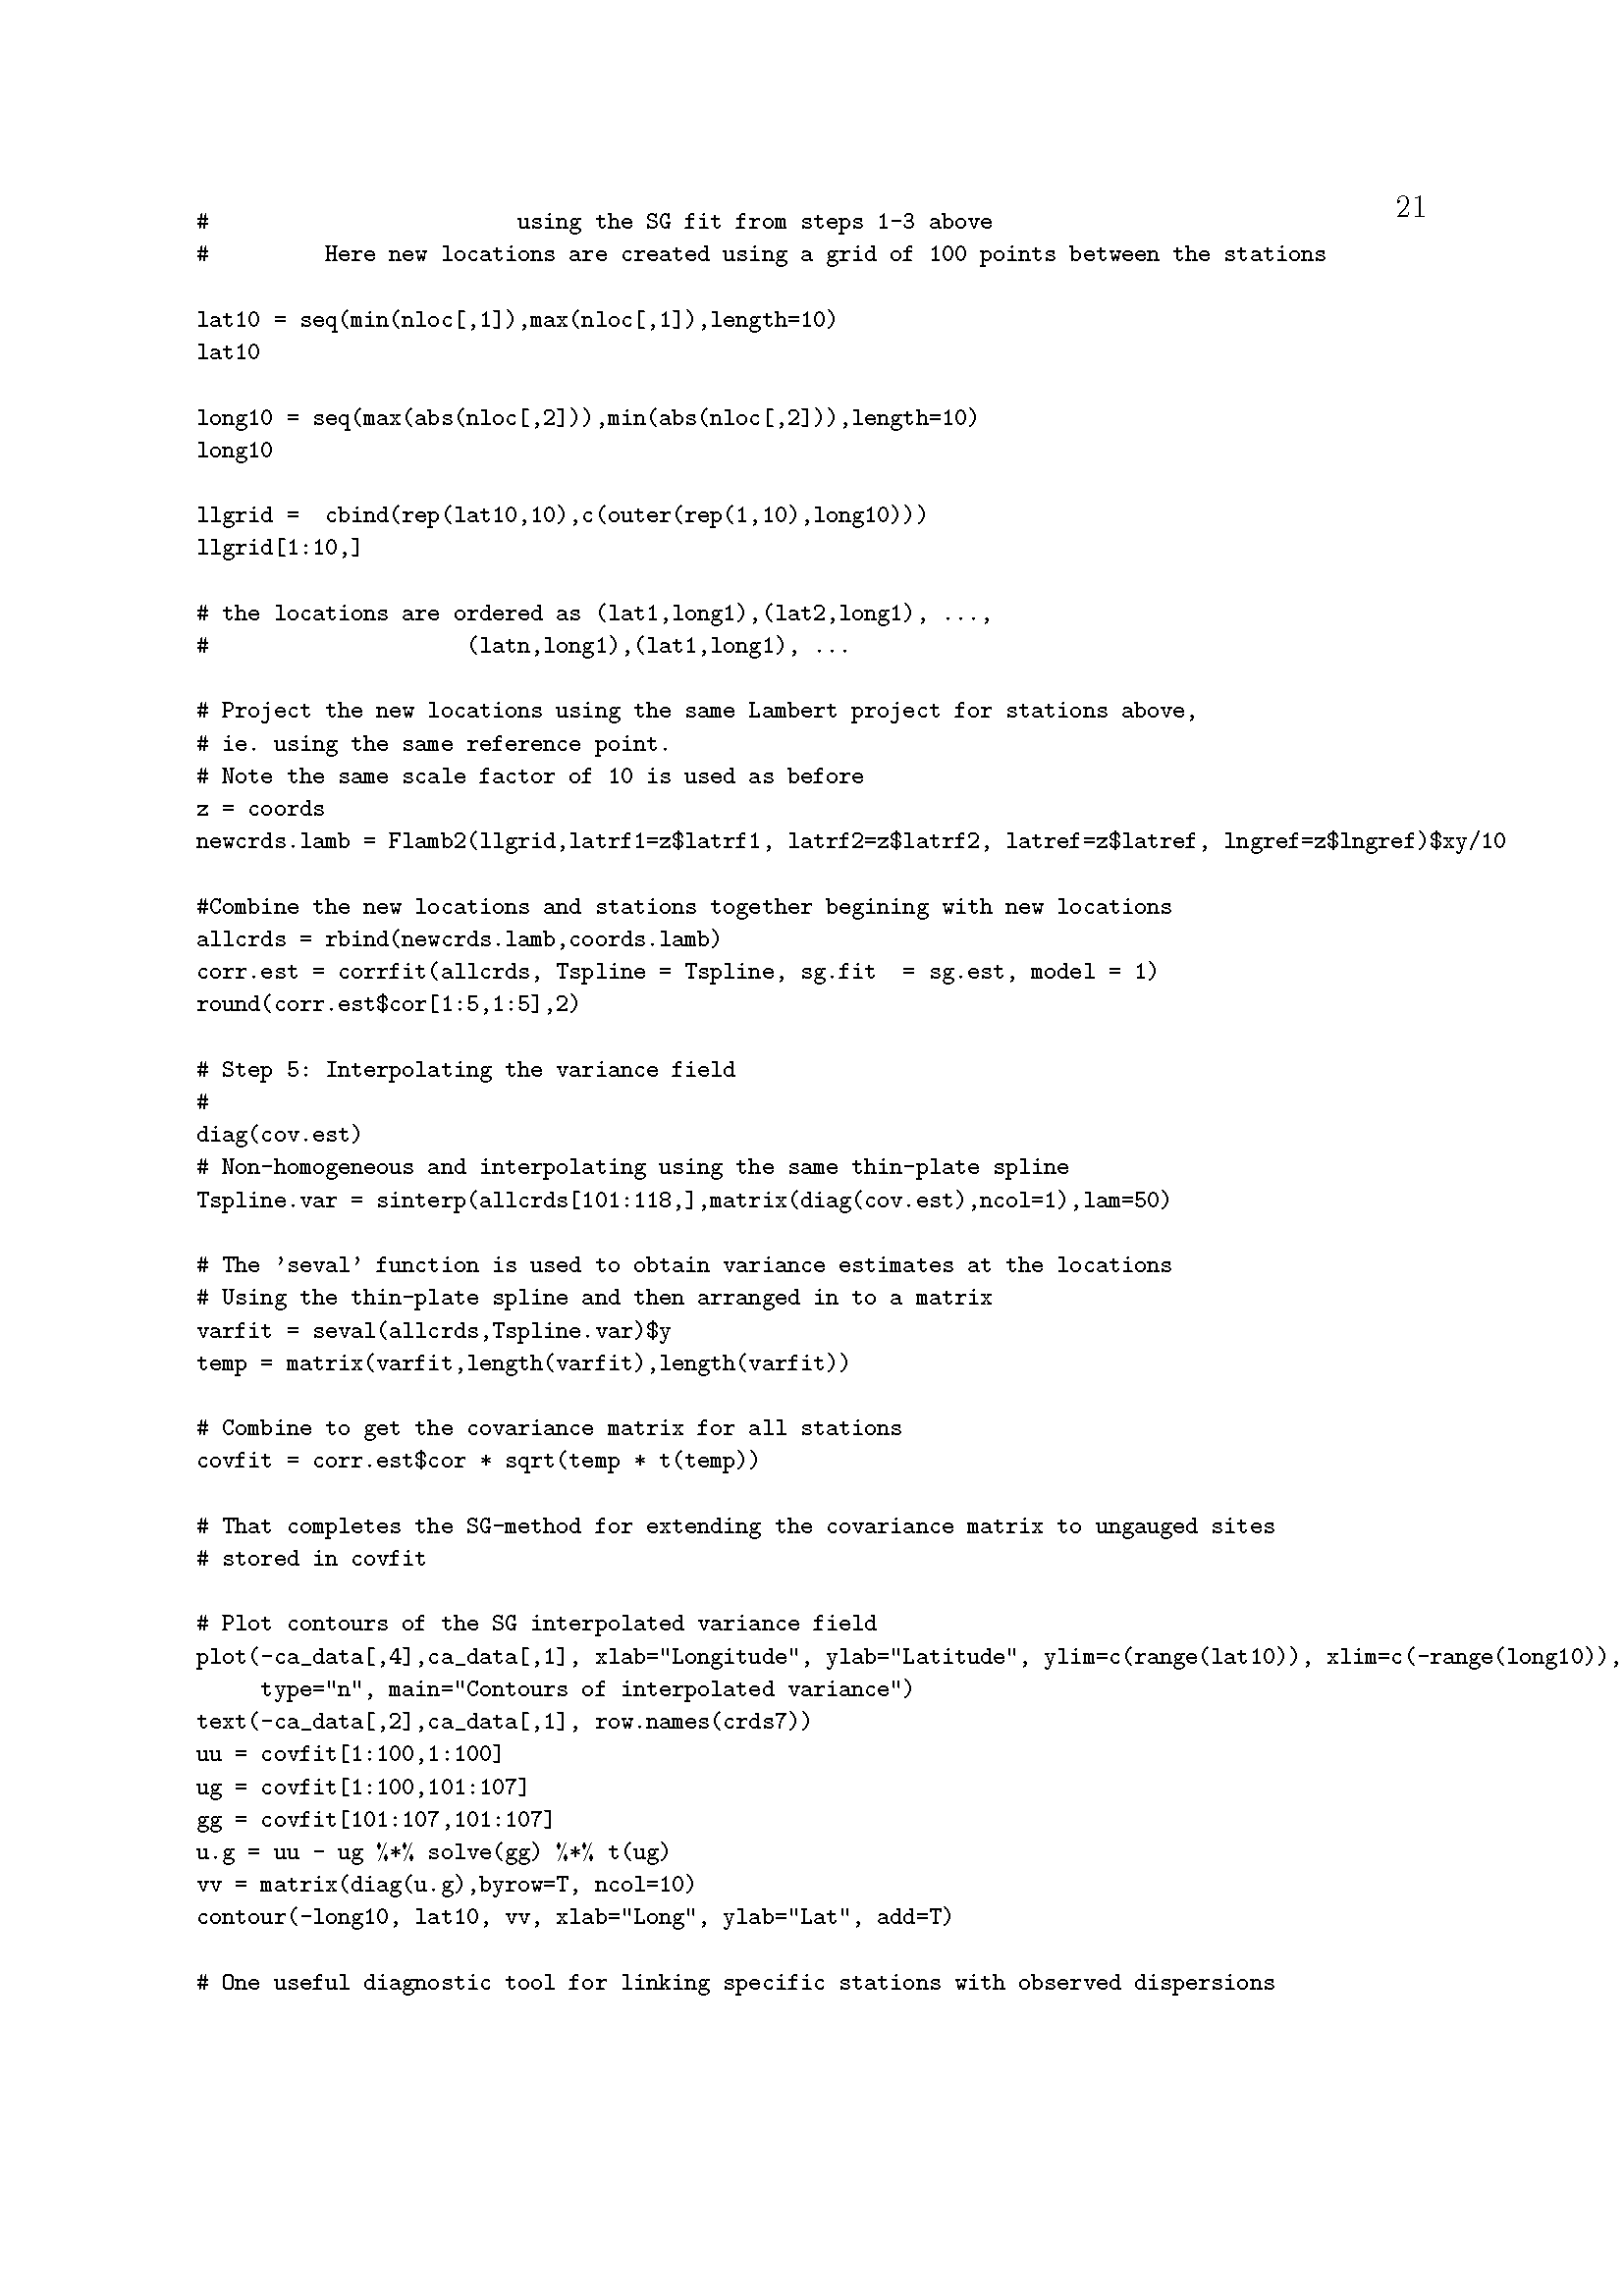 21
#                        using the SG fit from steps 1-3 above
#         Here new locations are created using a grid of 100 points between the stations

lat10 = seq(min(nloc[,1]),max(nloc[,1]),length=10)
lat10

long10 = seq(max(abs(nloc[,2])),min(abs(nloc[,2])),length=10)
long10

llgrid =  cbind(rep(lat10,10),c(outer(rep(1,10),long10)))
llgrid[1:10,]

# the locations are ordered as (lat1,long1),(lat2,long1), ...,
#                    (latn,long1),(lat1,long1), ...

# Project the new locations using the same Lambert project for stations above,
# ie. using the same reference point.
# Note the same scale factor of 10 is used as before
z = coords
newcrds.lamb = Flamb2(llgrid,latrf1=z$latrf1, latrf2=z$latrf2, latref=z$latref, lngref=z$lngref)$xy/10

#Combine the new locations and stations together begining with new locations
allcrds = rbind(newcrds.lamb,coords.lamb)
corr.est = corrfit(allcrds, Tspline = Tspline, sg.fit  = sg.est, model = 1)
round(corr.est$cor[1:5,1:5],2)

# Step 5: Interpolating the variance field
#
diag(cov.est)
# Non-homogeneous and interpolating using the same thin-plate spline
Tspline.var = sinterp(allcrds[101:118,],matrix(diag(cov.est),ncol=1),lam=50)

# The ’seval’ function is used to obtain variance estimates at the locations
# Using the thin-plate spline and then arranged in to a matrix
varfit = seval(allcrds,Tspline.var)$y
temp = matrix(varfit,length(varfit),length(varfit))

# Combine to get the covariance matrix for all stations
covfit = corr.est$cor * sqrt(temp * t(temp))

# That completes the SG-method for extending the covariance matrix to ungauged sites
# stored in covfit

# Plot contours of the SG interpolated variance field
plot(-ca_data[,4],ca_data[,1], xlab="Longitude", ylab="Latitude", ylim=c(range(lat10)), xlim=c(-range(long10)),
     type="n", main="Contours of interpolated variance")
text(-ca_data[,2],ca_data[,1], row.names(crds7))
uu = covfit[1:100,1:100]
ug = covfit[1:100,101:107]
gg = covfit[101:107,101:107]
u.g = uu - ug %*% solve(gg) %*% t(ug)
vv = matrix(diag(u.g),byrow=T, ncol=10)
contour(-long10, lat10, vv, xlab="Long", ylab="Lat", add=T)

# One useful diagnostic tool for linking specific stations with observed dispersions